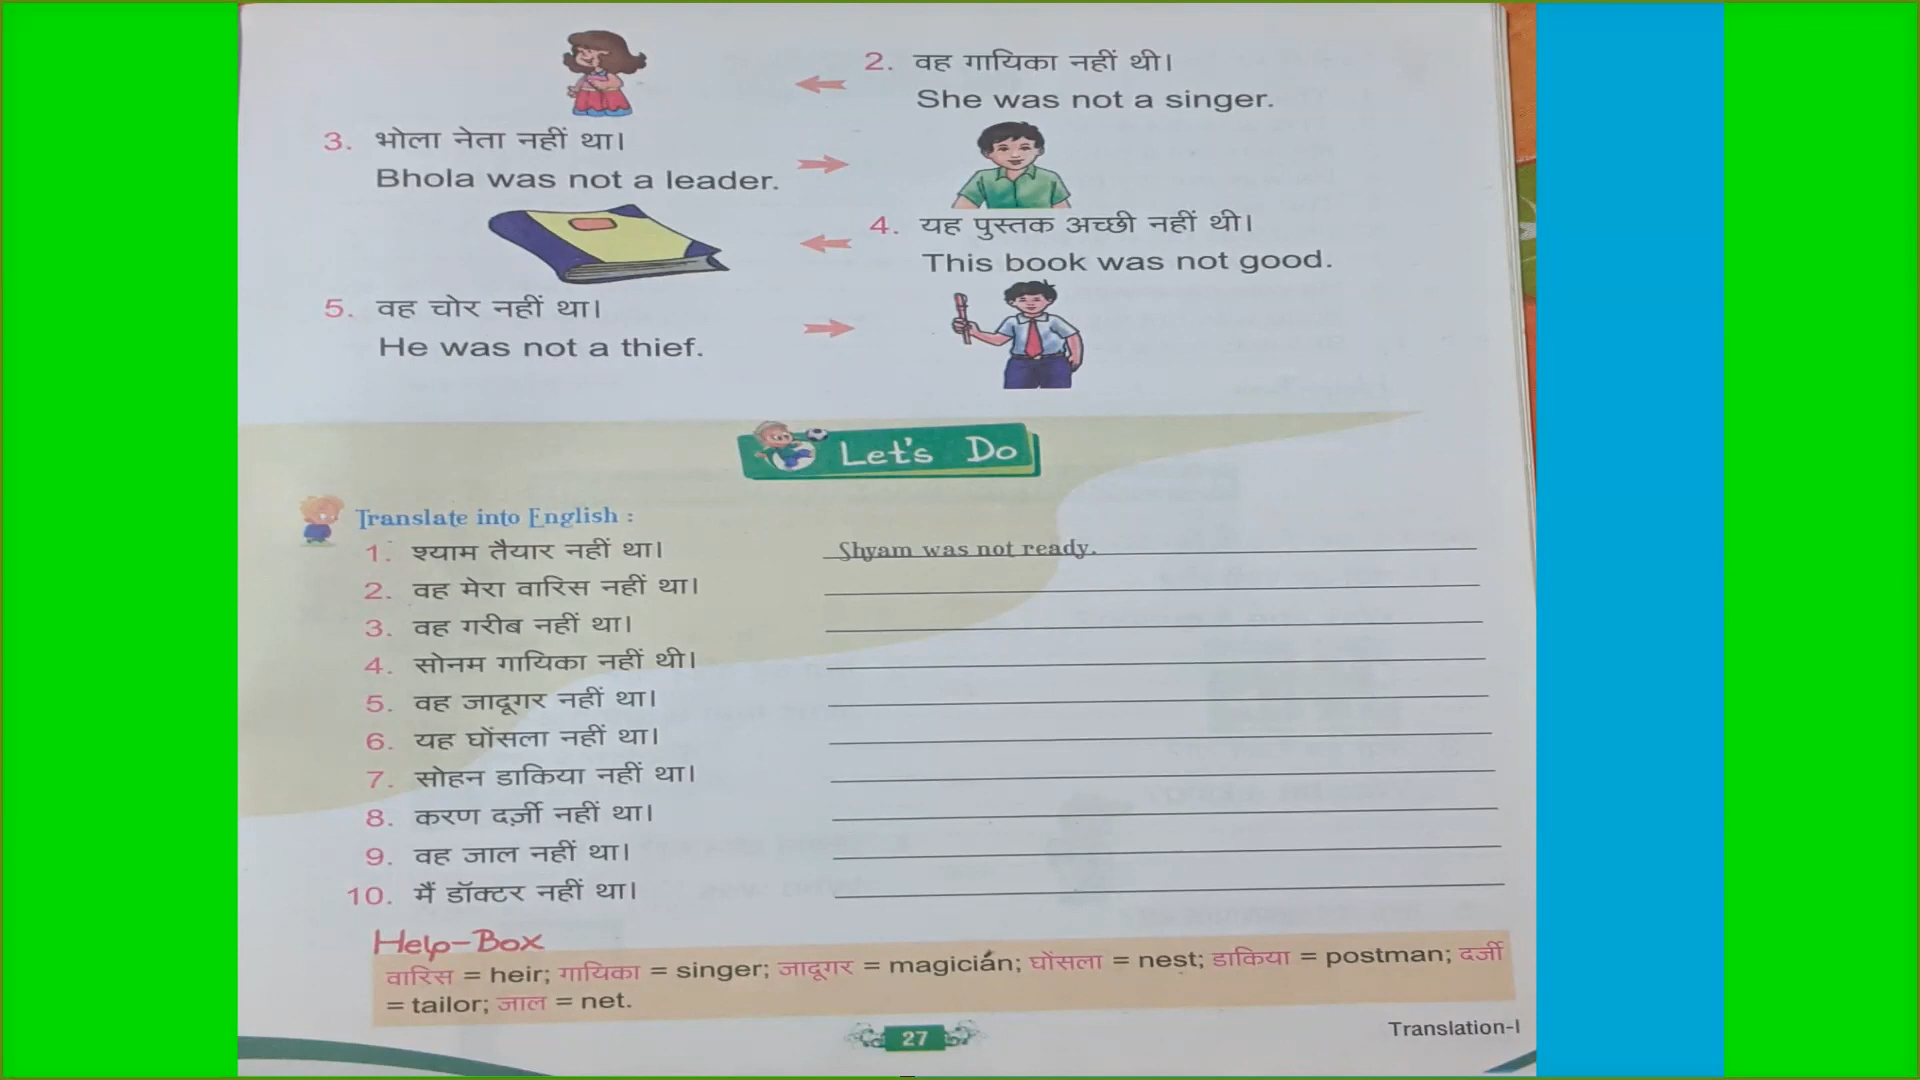 2. वह गायिका नहीं थी।
She was not a singer.
3. भोला नेता नहीं था।
Bhola was not a leader.
4. यह पुस्तक अच्छी नहीं थी।
This book was not good.
5. वह चोर नहीं था।
He was not a thief.
Let's Do
Translate into English :
1. श्याम तैयार नहीं था। Shyam was not ready.
2. वह मेरा वारिस नहीं था।
3. वह गरीब नहीं था।
4. सोनम गायिका नहीं थी।
5. वह जादूगर नहीं था।
6. यह घोंसला नहीं था।
7. सोहन डाकिया नहीं था।
8. करण दर्ज़ी नहीं था।
9. वह जाल नहीं था।
10. मैं डॉक्टर नहीं था।
Help-Box
वारिस = heir; गायिका = singer; जादूगर = magician; घोंसला = nest; डाकिया = postman; दर्जी
= tailor; जाल = net.
27
Translation-I